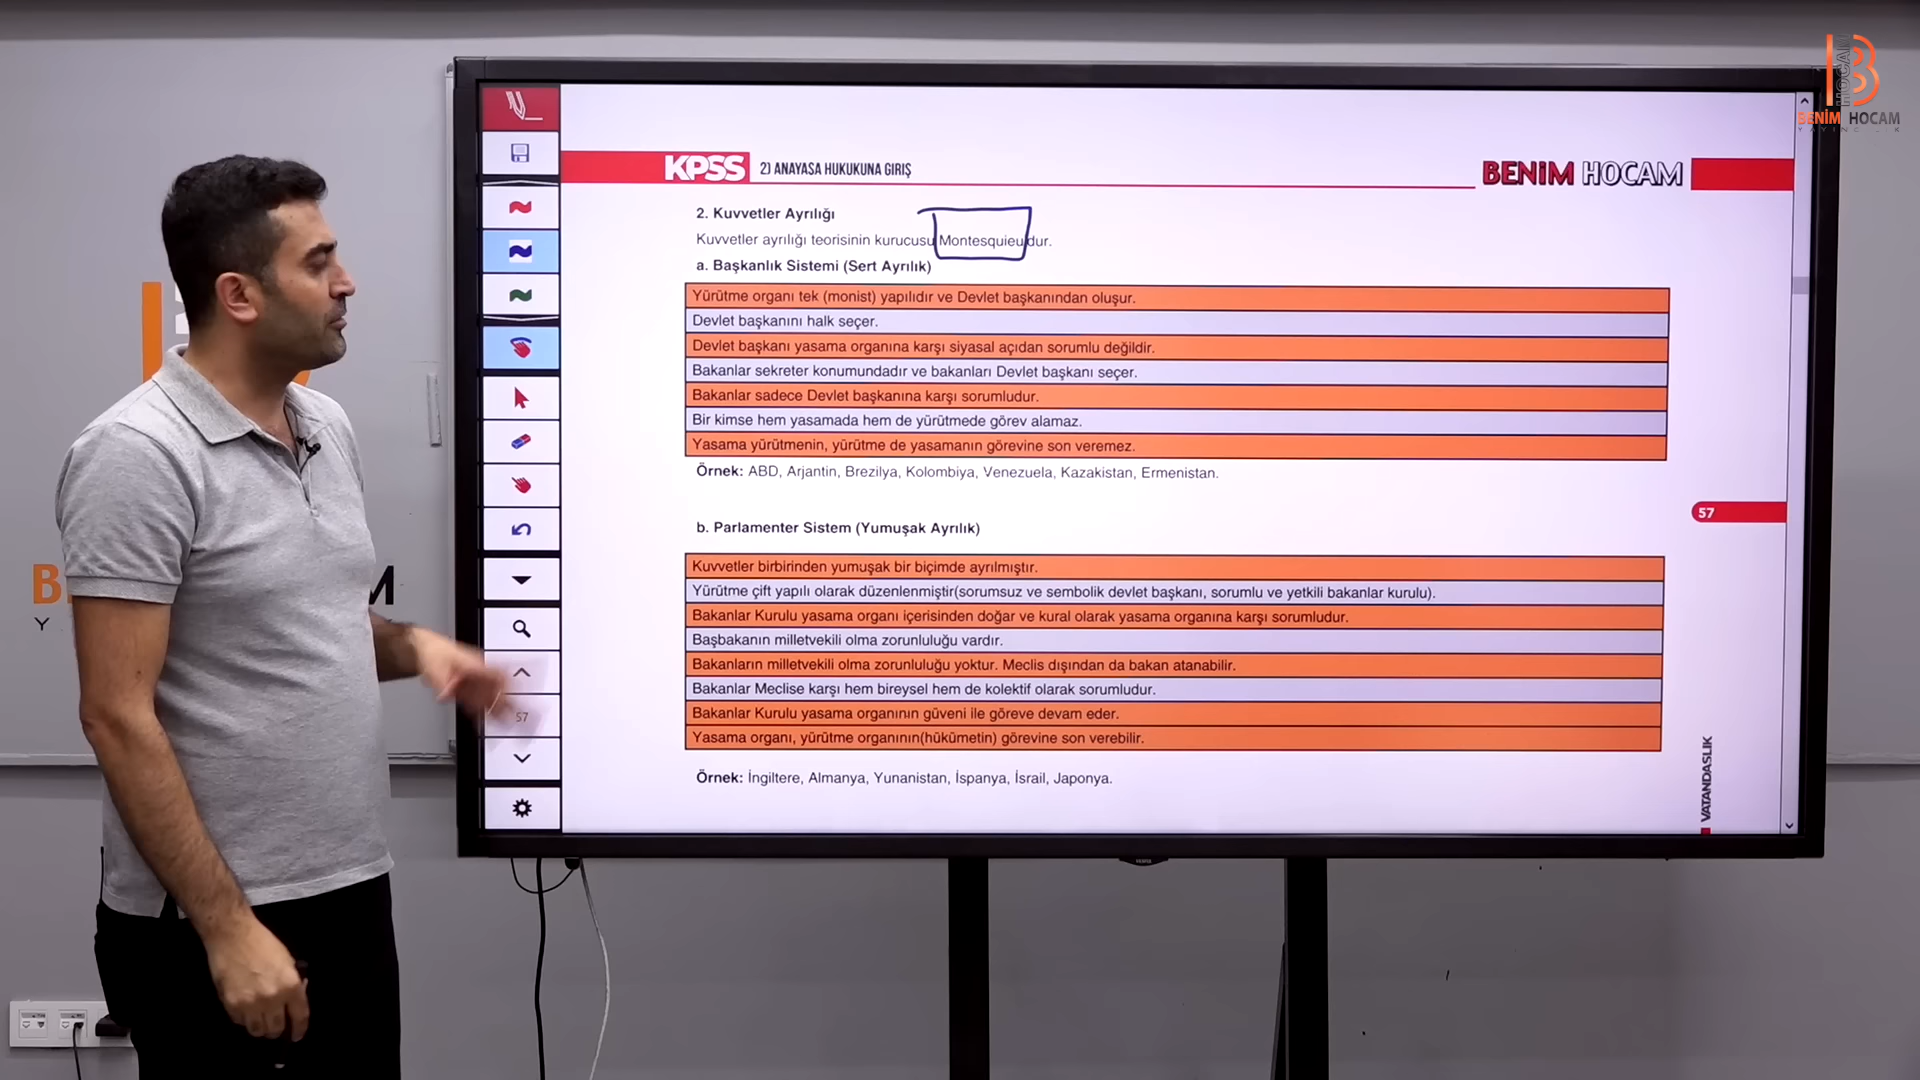 BENİM HOCAM
KPSS
2) ANAYASA HUKUKUNA GİRİŞ
BENİM HOCAM
2. Kuvvetler Ayrılığı
Kuvvetler ayrılığı teorisinin kurucusu Montesquieu'dur.
a. Başkanlık Sistemi (Sert Ayrılık)
Yürütme organı tek (monist) yapılıdır ve Devlet başkanından oluşur.
Devlet başkanını halk seçer.
Devlet başkanı yasama organına karşı siyasal açıdan sorumlu değildir.
Bakanlar sekreter konumundadır ve bakanları Devlet başkanı seçer.
Bakanlar sadece Devlet başkanına karşı sorumludur.
Bir kimse hem yasamada hem de yürütmede görev alamaz.
Yasama yürütmenin, yürütme de yasamanın görevine son veremez.
Örnek: ABD, Arjantin, Brezilya, Kolombiya, Venezuela, Kazakistan, Ermenistan.
57
b. Parlamenter Sistem (Yumuşak Ayrılık)
Kuvvetler birbirinden yumuşak bir biçimde ayrılmıştır.
Yürütme çift yapılı olarak düzenlenmiştir(sorumsuz ve sembolik devlet başkanı, sorumlu ve yetkili bakanlar kurulu).
Bakanlar Kurulu yasama organı içerisinden doğar ve kural olarak yasama organına karşı sorumludur.
Başbakanın milletvekili olma zorunluluğu vardır.
Bakanların milletvekili olma zorunluluğu yoktur. Meclis dışından da bakan atanabilir.
Bakanlar Meclise karşı hem bireysel hem de kolektif olarak sorumludur.
Bakanlar Kurulu yasama organının güveni ile göreve devam eder.
Yasama organı, yürütme organının(hükümetin) görevine son verebilir.
Örnek: İngiltere, Almanya, Yunanistan, İspanya, İsrail, Japonya.
57
VATANDAŞLIK